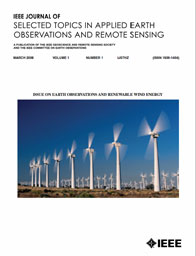 IEEE JOURNAL OF
SELECTED TOPICS IN APPLIED EARTH
OBSERVATIONS AND REMOTE SENSING
A PUBLICATION OF THE IEEE GEOSCIENCE AND REMOTE SENSING SOCIETY
AND THE IEEE COMMITTEE ON EARTH OBSERVATIONS
MARCH 2008 VOLUME 1 NUMBER 1 IJSTHZ (ISSN 1939-1404)
ISSUE ON EARTH OBSERVATIONS AND RENEWABLE WIND ENERGY
IEEE